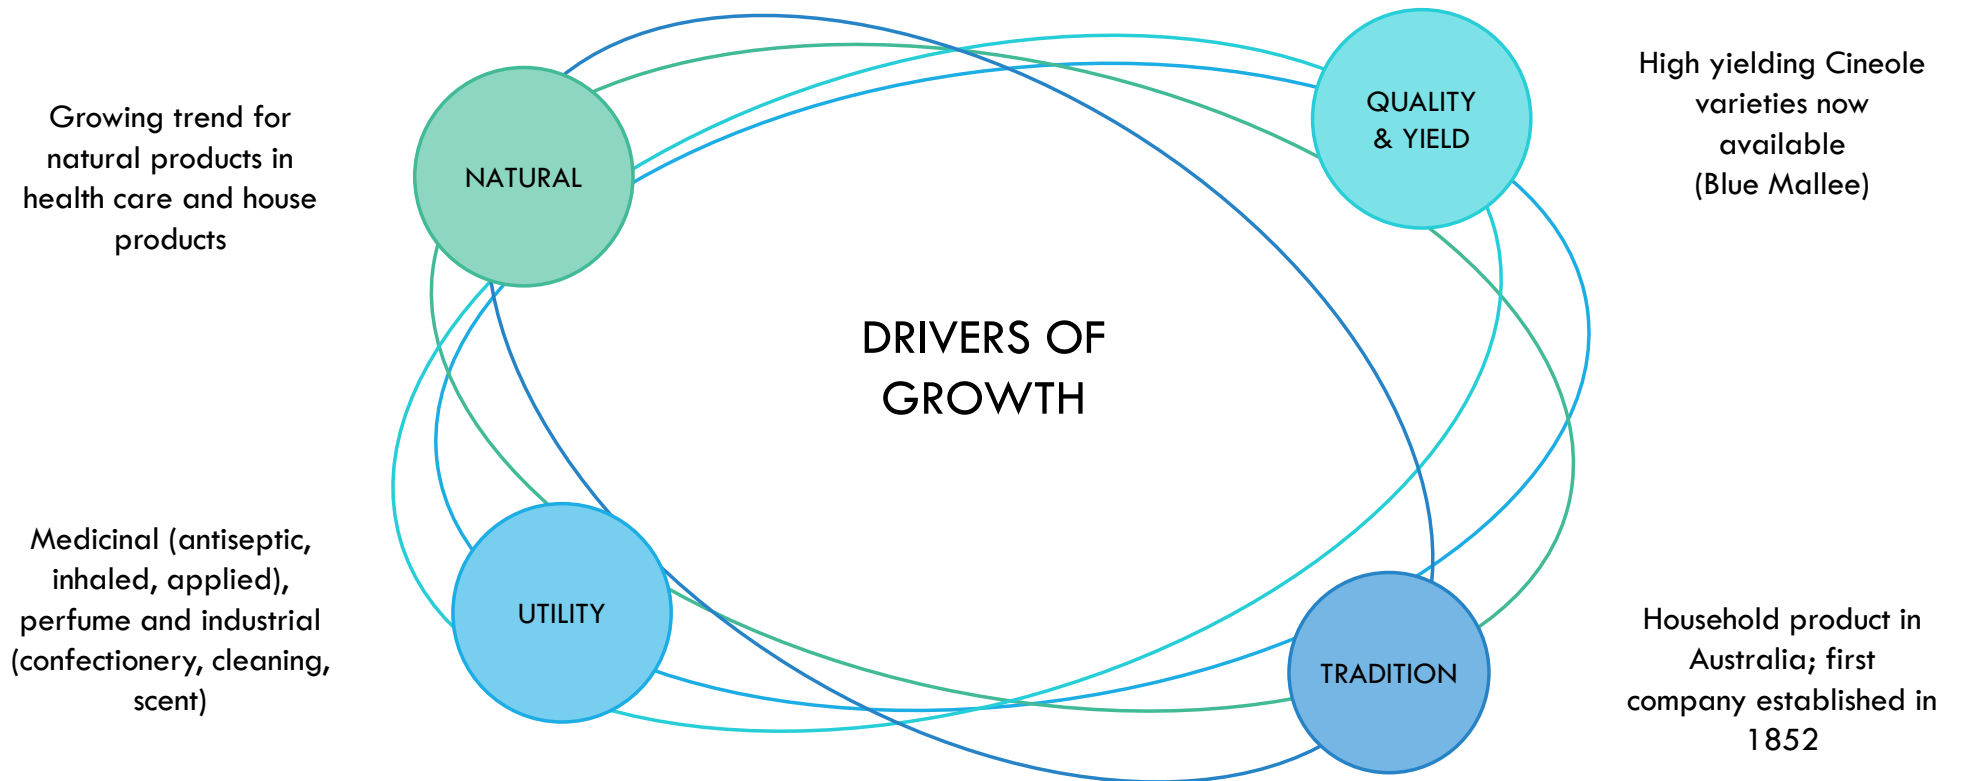 Growing trend for
natural products in
health care and house
products
NATURAL
QUALITY
& YIELD
High yielding Cineole
varieties now
available
(Blue Mallee)
DRIVERS OF
GROWTH
Medicinal (antiseptic,
inhaled, applied),
perfume and industrial
(confectionery, cleaning,
scent)
UTILITY
TRADITION
Household product in
Australia; first
company established in
1852